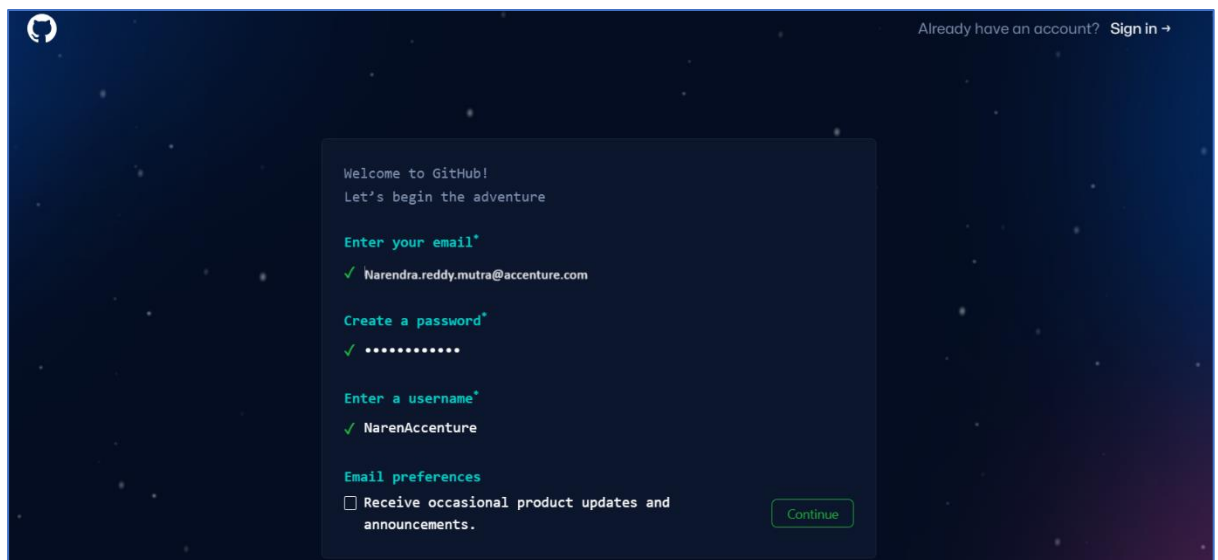 Already have an account? Sign in →
Welcome to GitHub!
Let's begin the adventure
Enter your email*
✓ Narendra.reddy.mutra@accenture.com
Create a password*
✓ ••••••••••••
Enter a username*
✓ NarenAccenture
Email preferences
Receive occasional product updates and
announcements.
Continue